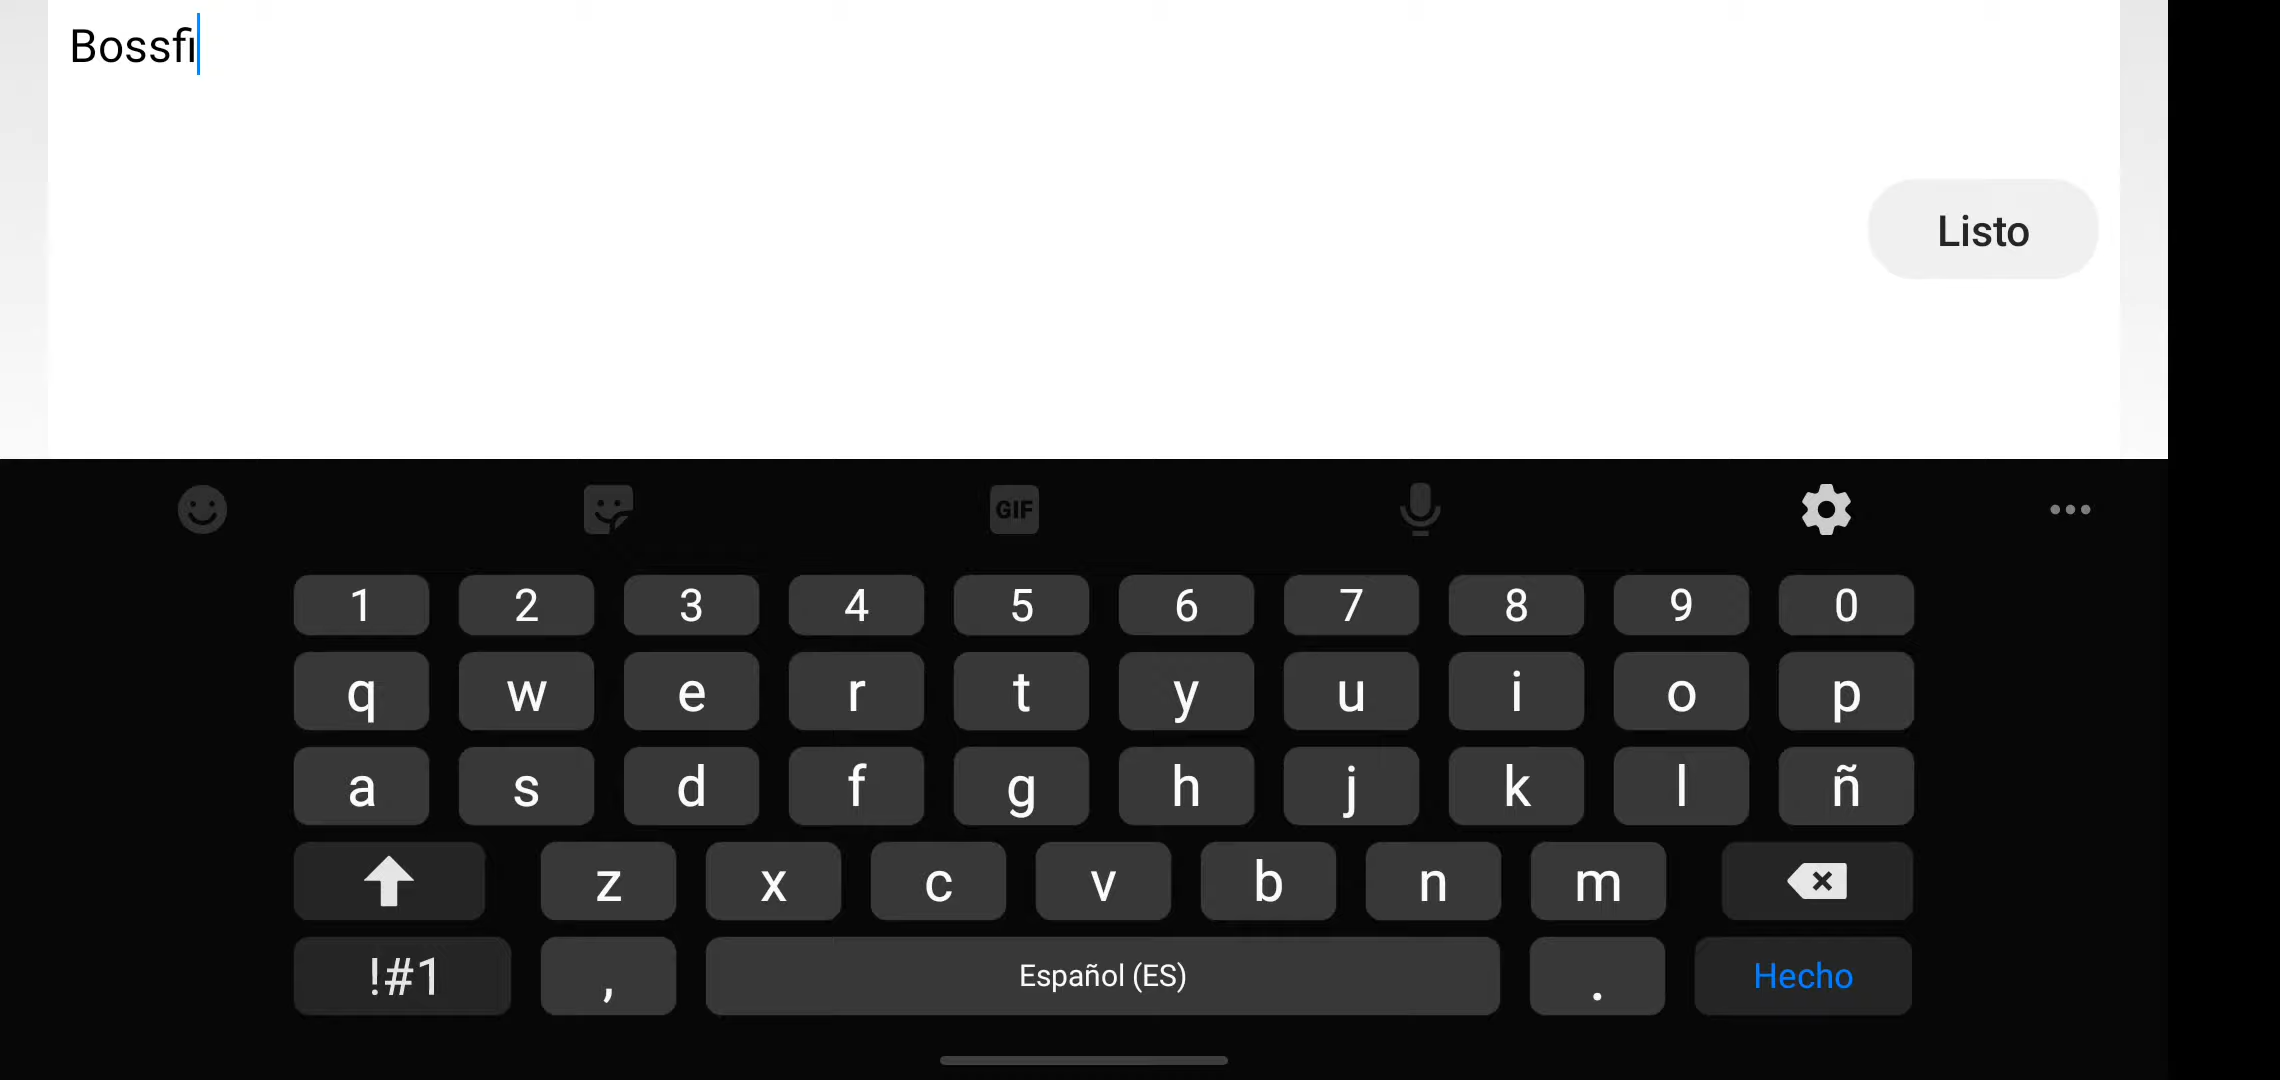 Bossfi
Listo
GIF
1 2 3 4 5 6 7 8 9 0
q w e r t y u i o p
a s d f g h j k l ñ
z x c v b n m
!#1 , Español (ES) . Hecho